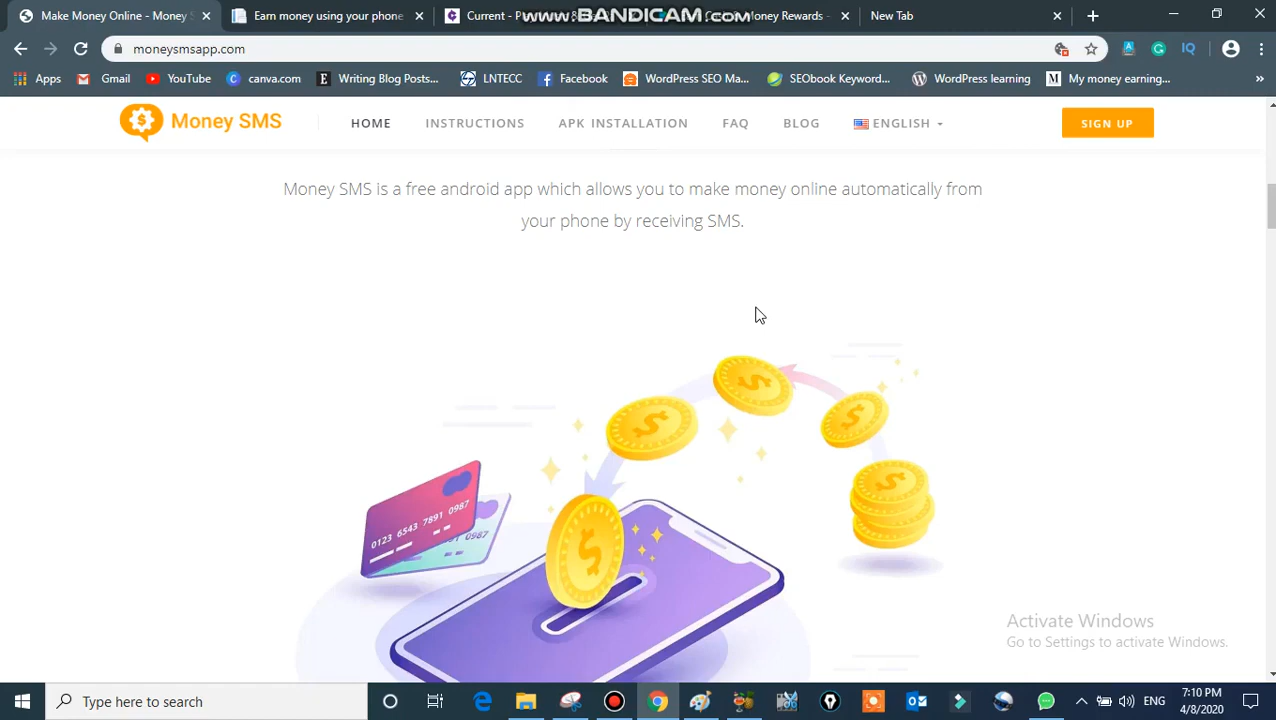 Make Money Online - Money S
Earn money using your phone
Current - P
Money Rewards -
New Tab
www.BANDICAM.com
moneysmsapp.com
Apps
Gmail
YouTube
canva.com
Writing Blog Posts...
LNTECC
Facebook
WordPress SEO Ma...
SEObook Keyword...
WordPress learning
My money earning...
Money SMS
HOME
INSTRUCTIONS
APK INSTALLATION
FAQ
BLOG
ENGLISH
SIGN UP
Money SMS is a free android app which allows you to make money online automatically from
your phone by receiving SMS.
0123 6543 7891 0987
0987
Activate Windows
Go to Settings to activate Windows.
Type here to search
ENG
7:10 PM
4/8/2020